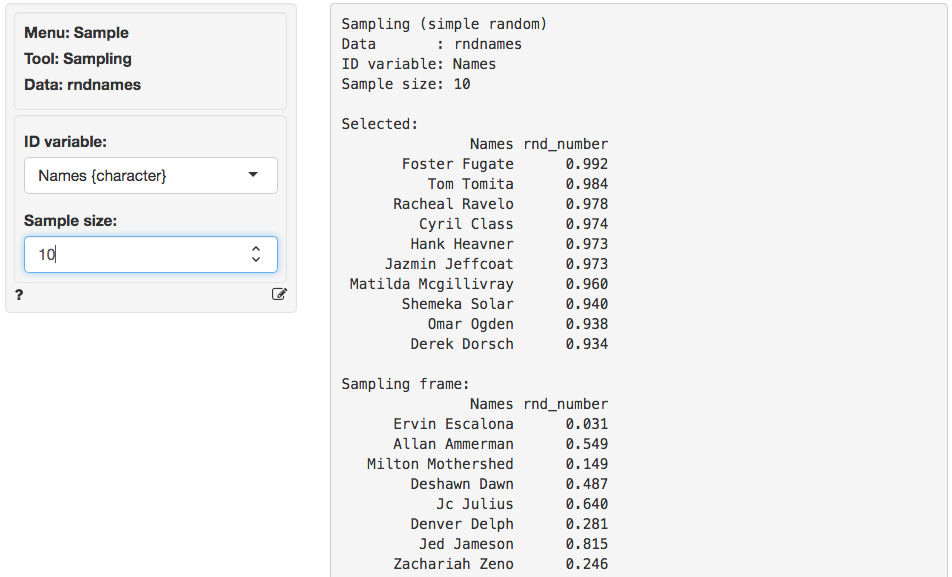 Menu: Sample
Tool: Sampling
Data: rndnames
ID variable:
Names {character}
Sample size:
10
?
Sampling (simple random)
Data       : rndnames
ID variable: Names
Sample size: 10
Selected:
Names rnd_number
Foster Fugate 0.992
Tom Tomita 0.984
Racheal Ravelo 0.978
Cyril Class 0.974
Hank Heavner 0.973
Jazmin Jeffcoat 0.973
Matilda Mcgillivray 0.960
Shemeka Solar 0.940
Omar Ogden 0.938
Derek Dorsch 0.934
Sampling frame:
Names rnd_number
Ervin Escalona 0.031
Allan Ammerman 0.549
Milton Mothershed 0.149
Deshawn Dawn 0.487
Jc Julius 0.640
Denver Delph 0.281
Jed Jameson 0.815
Zachariah Zeno 0.246